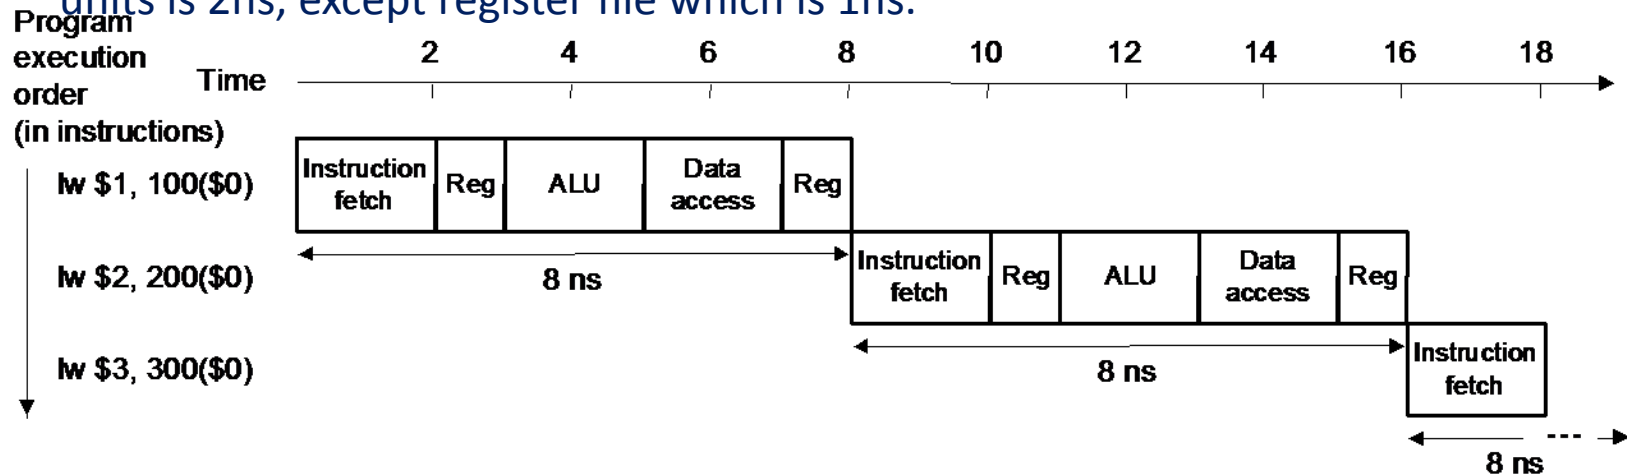 units is 2ns, except register file which is 1ns.
Program
execution
order
(in instructions)
Time
2 4 6 8 10 12 14 16 18
lw $1, 100($0)
Instruction
fetch
Reg
ALU
Data
access
Reg
8 ns
lw $2, 200($0)
Instruction
fetch
Reg
ALU
Data
access
Reg
8 ns
lw $3, 300($0)
Instruction
fetch
8 ns